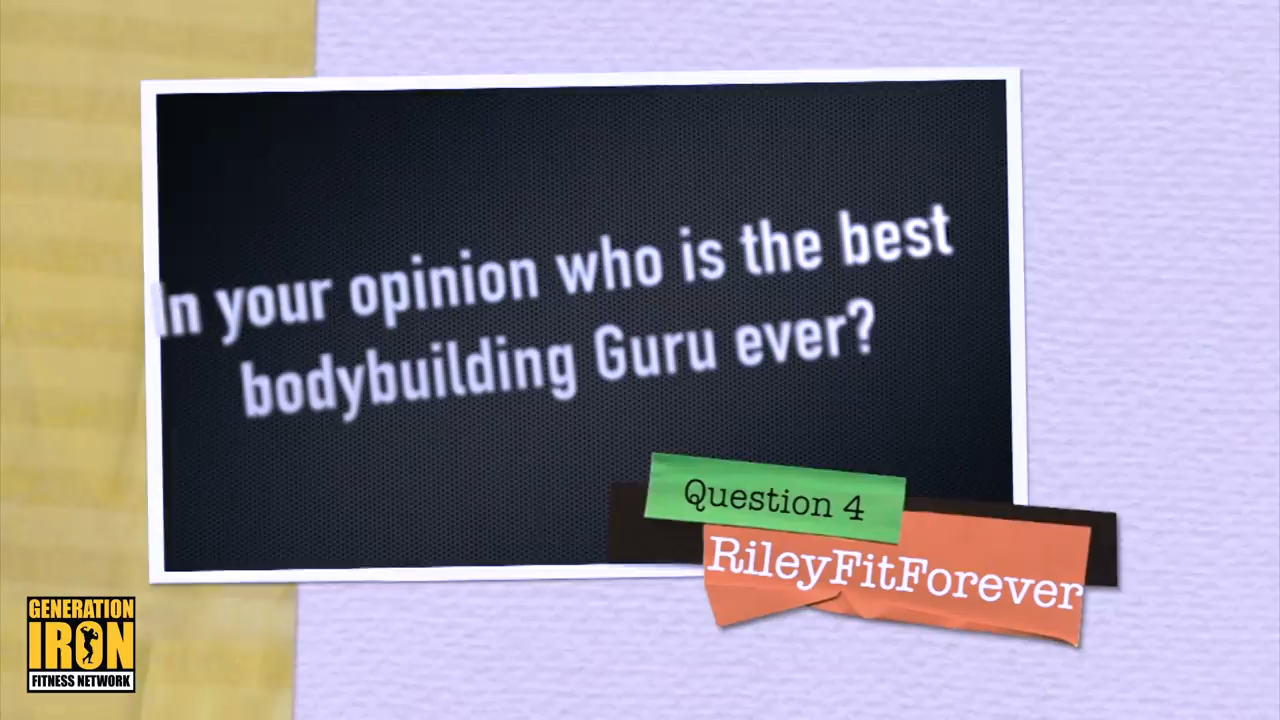 In your opinion who is the best
bodybuilding Guru ever?
Question 4
RileyFitForever
GENERATION
IRON
FITNESS NETWORK